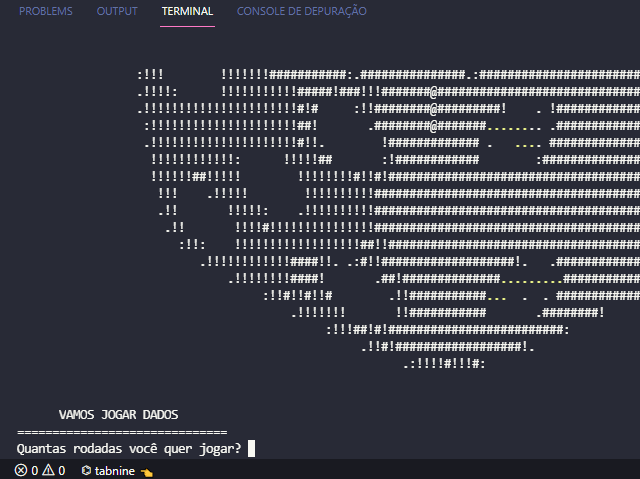 PROBLEMS OUTPUT TERMINAL CONSOLE DE DEPURAÇÃO
VAMOS JOGAR DADOS
==============================
Quantas rodadas você quer jogar?
0 0 tabnine